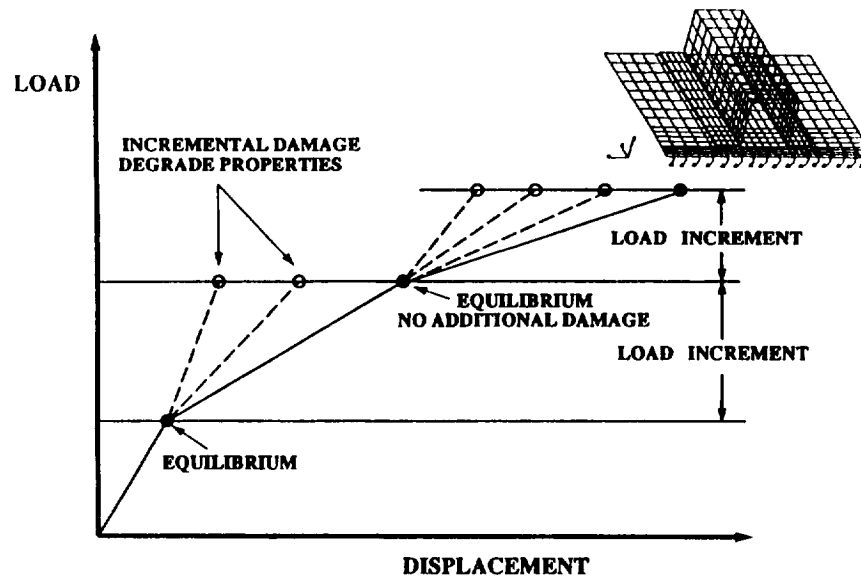 LOAD
INCREMENTAL DAMAGE
DEGRADE PROPERTIES
LOAD INCREMENT
EQUILIBRIUM
NO ADDITIONAL DAMAGE
LOAD INCREMENT
EQUILIBRIUM
DISPLACEMENT